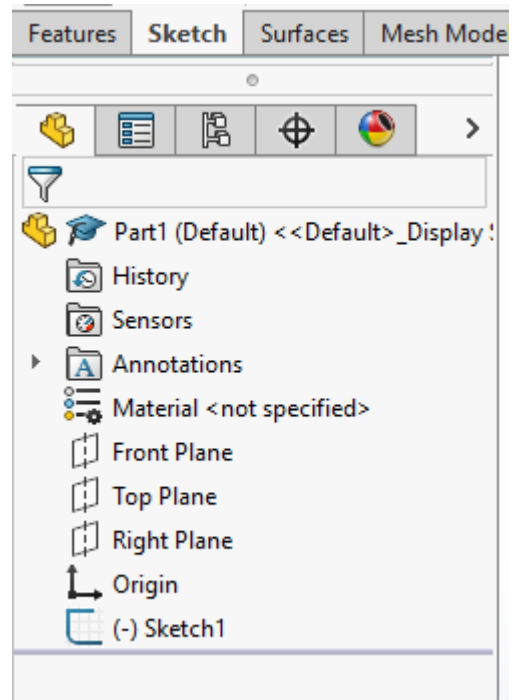 Features Sketch Surfaces Mesh Mode
Part1 (Default) <<Default>_Display
History
Sensors
A Annotations
Material <not specified>
Front Plane
Top Plane
Right Plane
Origin
(-) Sketch1